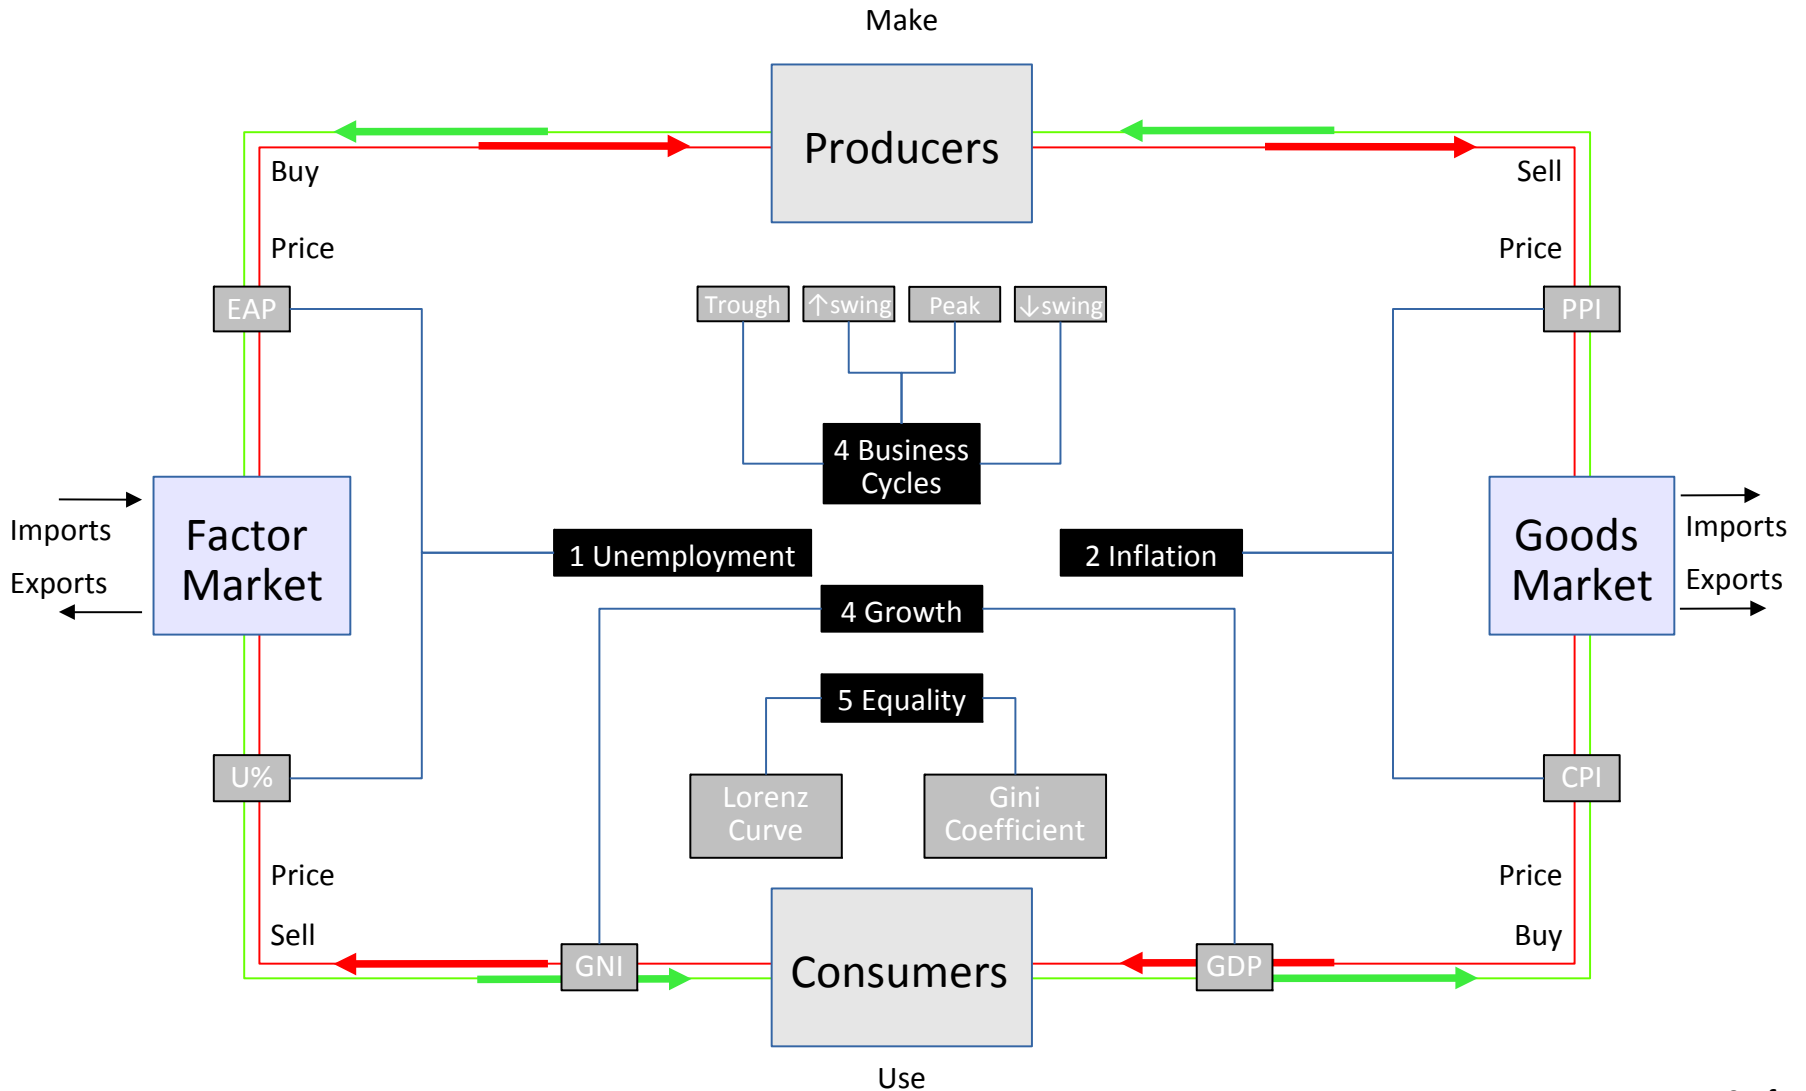 Make
Producers
Buy
Sell
Price
Price
EAP
Trough
↑swing
Peak
↓swing
PPI
4 Business
Cycles
Imports
Exports
Factor
Market
1 Unemployment
2 Inflation
Goods
Market
Imports
Exports
4 Growth
5 Equality
U%
Lorenz
Curve
Gini
Coefficient
CPI
Price
Price
Sell
Buy
GNI
Consumers
GDP
Use